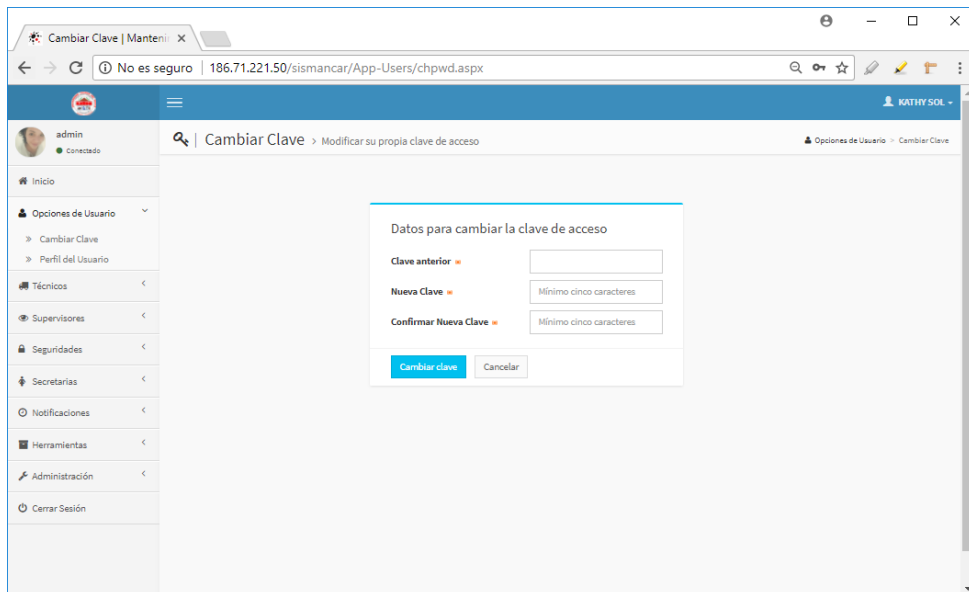 Cambiar Clave | Manteni
No es seguro | 186.71.221.50/sismancar/App-Users/chpwd.aspx
KATHY SOL
admin
Conectado
Cambiar Clave > Modificar su propia clave de acceso
Opciones de Usuario > Cambiar Clave
Inicio
Opciones de Usuario
» Cambiar Clave
» Perfil del Usuario
Técnicos
Supervisores
Seguridades
Secretarias
Notificaciones
Herramientas
Administración
Cerrar Sesión
Datos para cambiar la clave de acceso
Clave anterior
Nueva Clave
Mínimo cinco caracteres
Confirmar Nueva Clave
Mínimo cinco caracteres
Cambiar clave
Cancelar